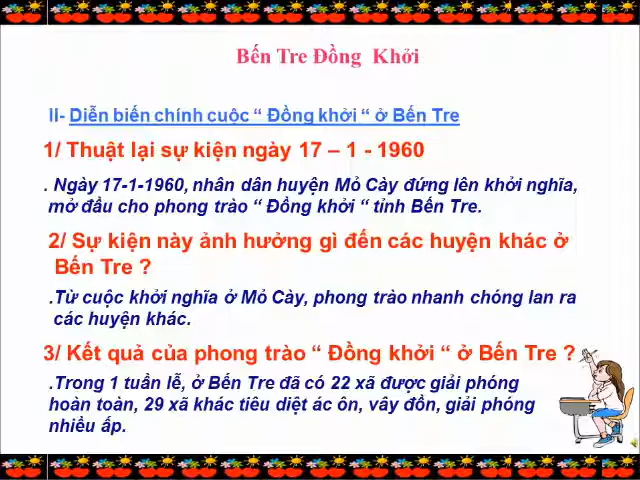 Bến Tre Đồng Khởi
II- Diễn biến chính cuộc “ Đồng khởi “ ở Bến Tre
1/ Thuật lại sự kiện ngày 17 – 1 - 1960
. Ngày 17-1-1960, nhân dân huyện Mỏ Cày đứng lên khởi nghĩa,
mở đầu cho phong trào “ Đồng khởi “ tỉnh Bến Tre.
2/ Sự kiện này ảnh hưởng gì đến các huyện khác ở
Bến Tre ?
.Từ cuộc khởi nghĩa ở Mỏ Cày, phong trào nhanh chóng lan ra
các huyện khác.
3/ Kết quả của phong trào “ Đồng khởi “ ở Bến Tre ?
.Trong 1 tuần lễ, ở Bến Tre đã có 22 xã được giải phóng
hoàn toàn, 29 xã khác tiêu diệt ác ôn, vây đồn, giải phóng
nhiều ấp.